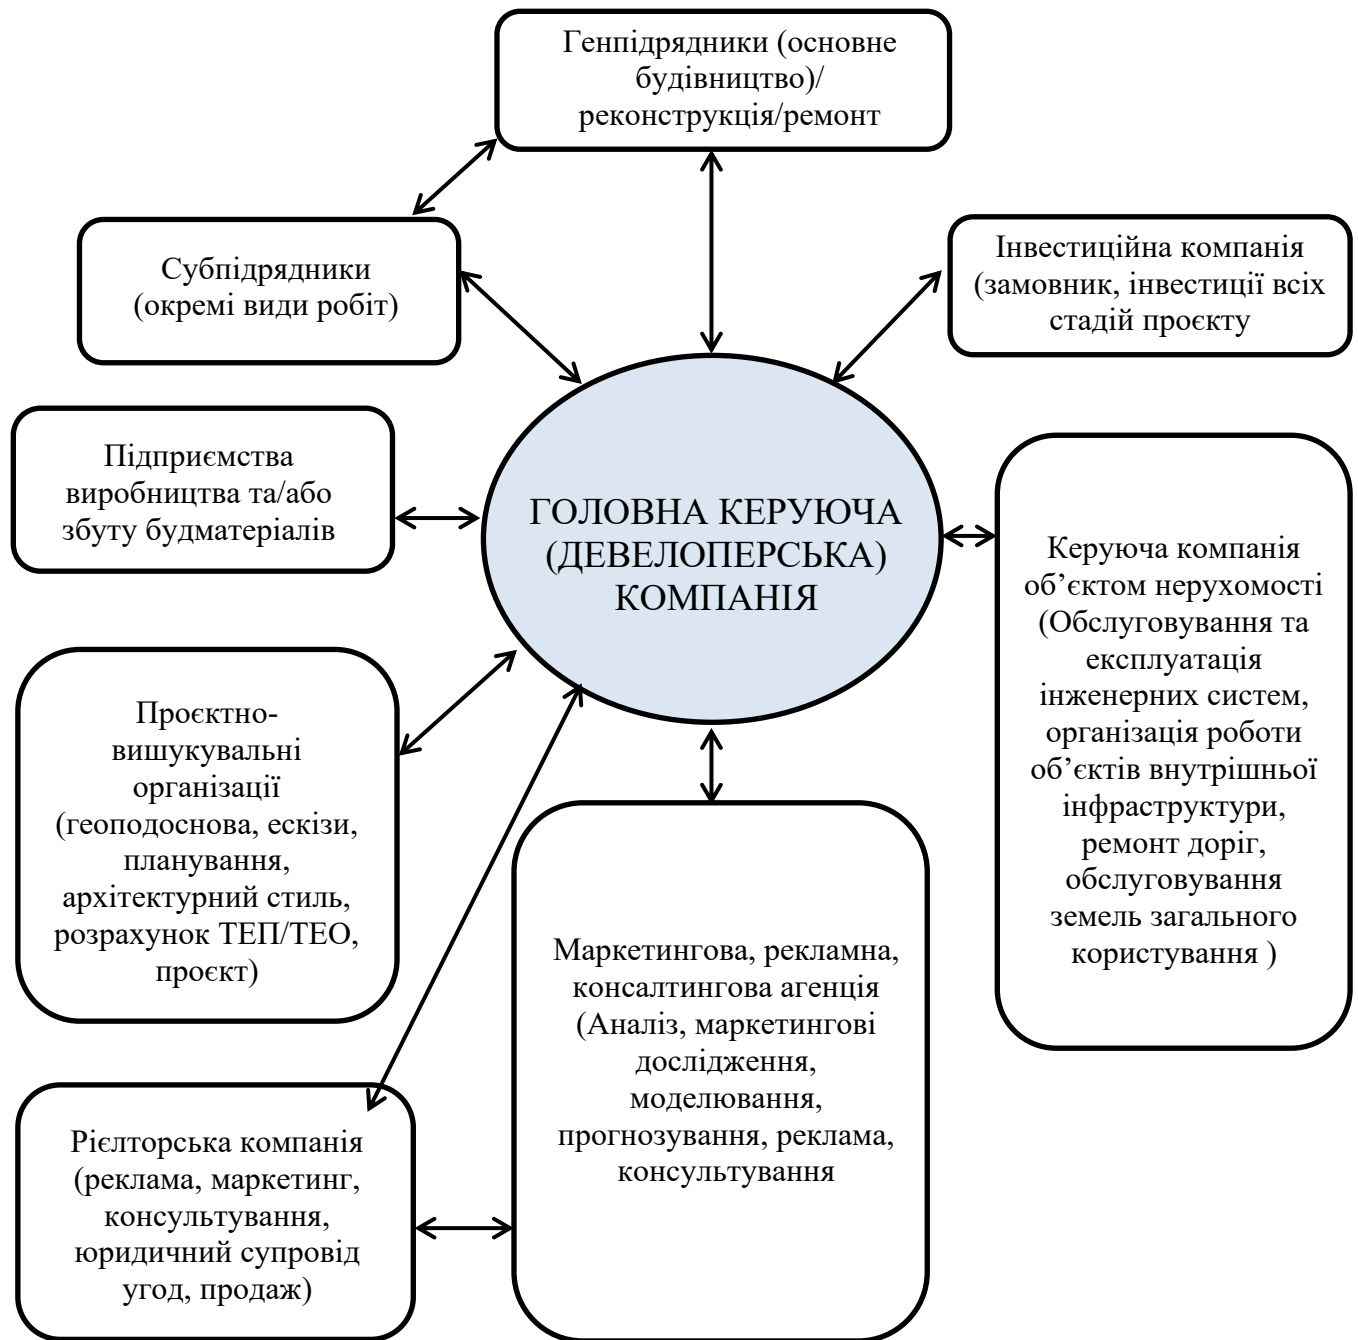 Генпідрядники (основне
будівництво)/
реконструкція/ремонт
Субпідрядники
(окремі види робіт)
Інвестиційна компанія
(замовник, інвестиції всіх
стадій проєкту
Підприємства
виробництва та/або
збуту будматеріалів
ГОЛОВНА КЕРУЮЧА
(ДЕВЕЛОПЕРСЬКА)
КОМПАНІЯ
Керуюча компанія
об’єктом нерухомості
(Обслуговування та
експлуатація
інженерних систем,
організація роботи
об’єктів внутрішньої
інфраструктури,
ремонт доріг,
обслуговування
земель загального
користування )
Проєктно-
вишукувальні
організації
(геоподоснова, ескізи,
планування,
архітектурний стиль,
розрахунок ТЕП/ТЕО,
проєкт)
Маркетингова, рекламна,
консалтингова агенція
(Аналіз, маркетингові
дослідження,
моделювання,
прогнозування, реклама,
консультування
Рієлторська компанія
(реклама, маркетинг,
консультування,
юридичний супровід
угод, продаж)